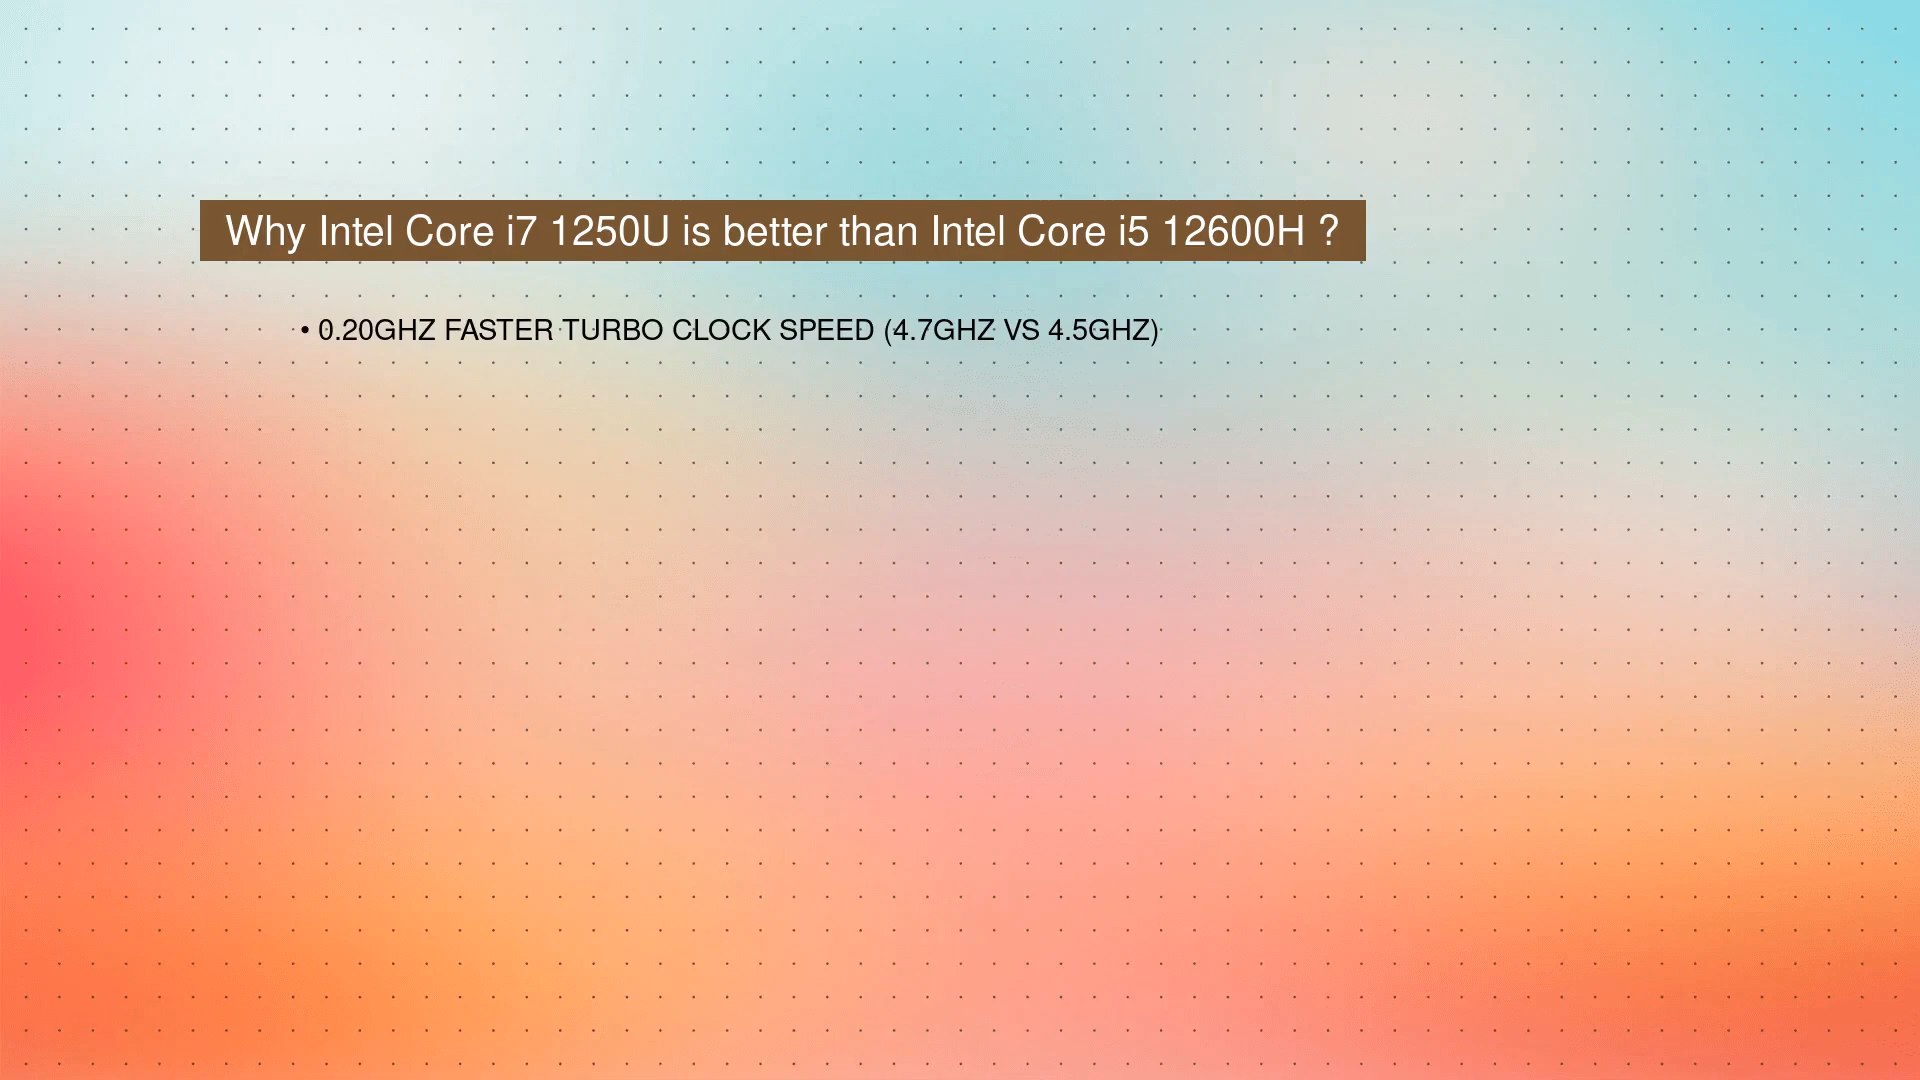 Why Intel Core i7 1250U is better than Intel Core i5 12600H ?
• 0.20GHZ FASTER TURBO CLOCK SPEED (4.7GHZ VS 4.5GHZ)